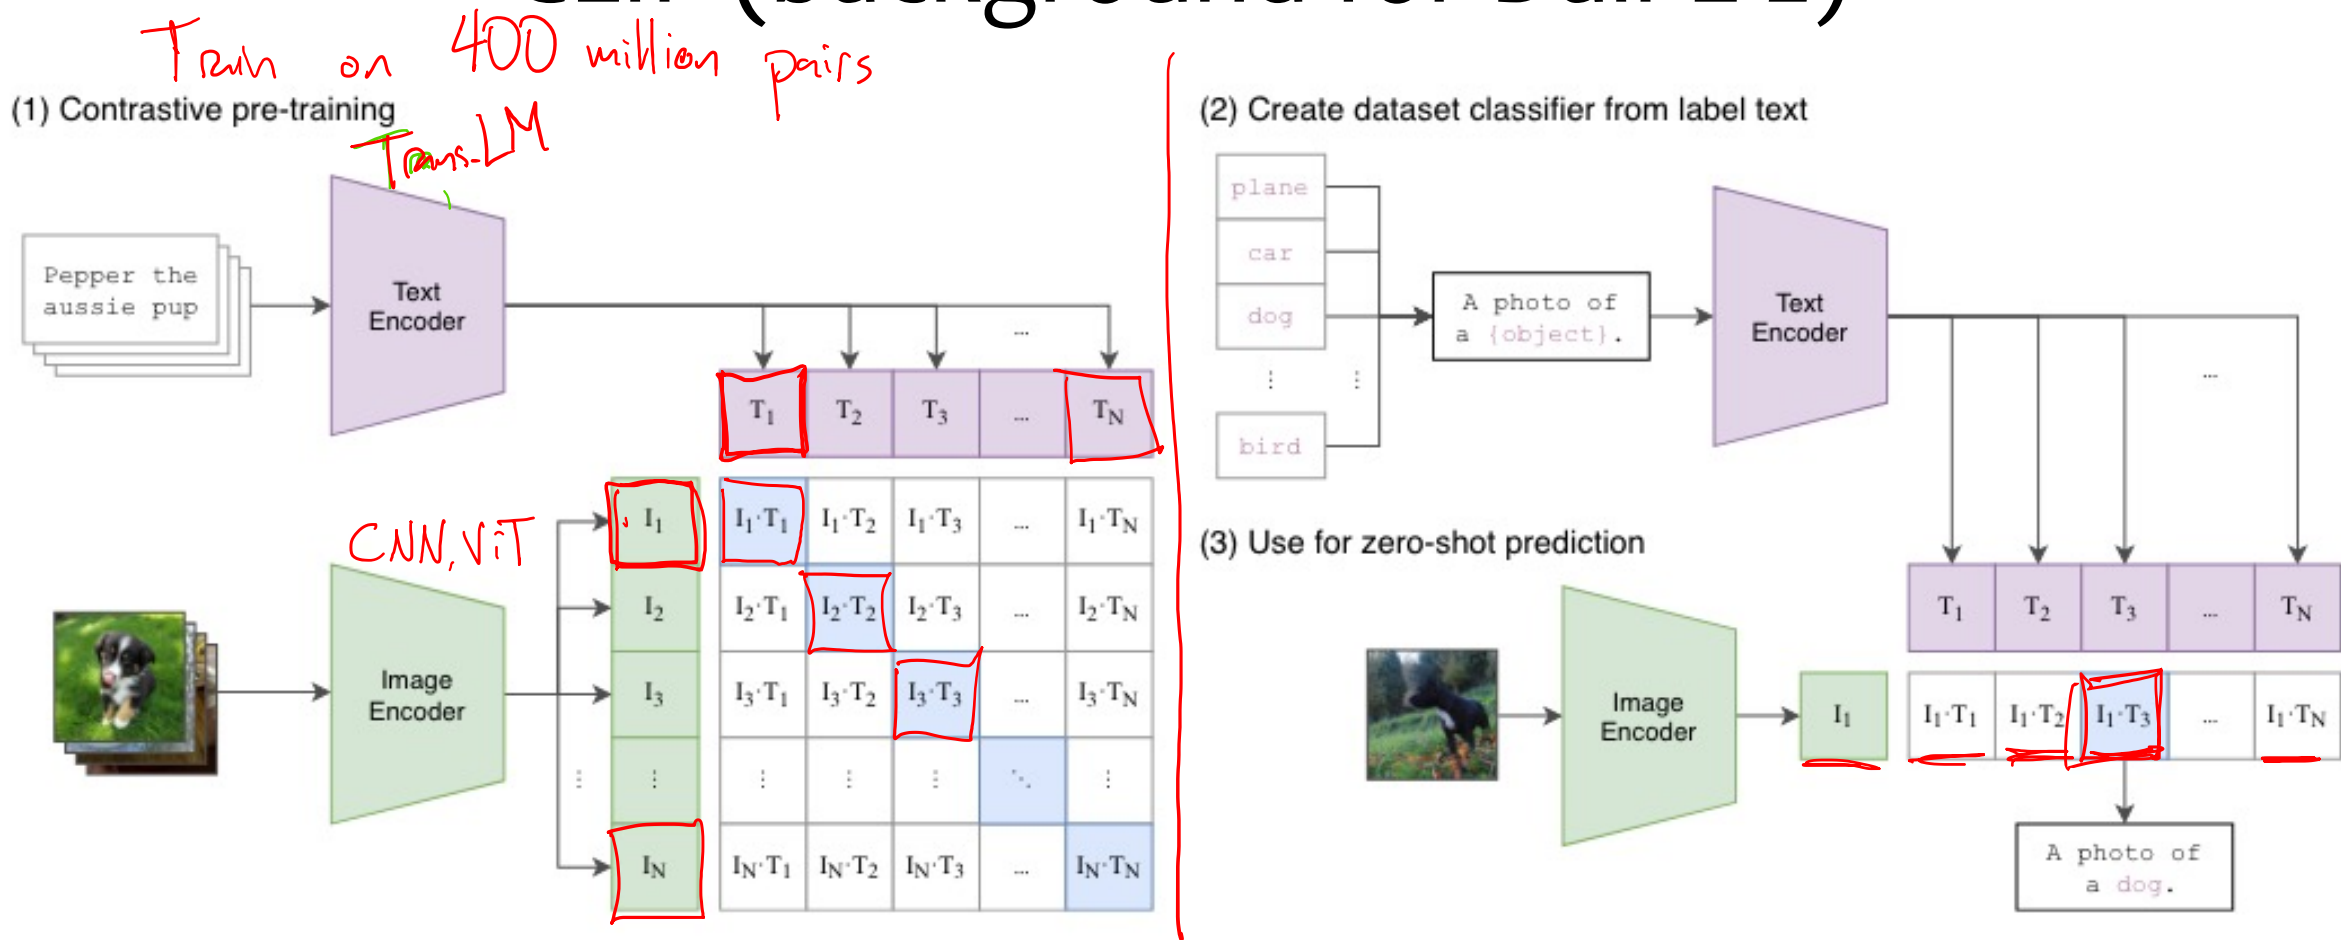 (background for
Train on 400 million pairs
(1) Contrastive pre-training
Trans-LM
Pepper the
aussie pup
Text
Encoder
...
T1 T2 T3 ... TN
CNN, ViT
Image
Encoder
I1 I1·T1 I1·T2 I1·T3 ... I1·TN
I2 I2·T1 I2·T2 I2·T3 ... I2·TN
I3 I3·T1 I3·T2 I3·T3 ... I3·TN
⋮ ⋮ ⋮ ⋮ ⋮ ⋱ ⋮
IN IN·T1 IN·T2 IN·T3 ... IN·TN
(2) Create dataset classifier from label text
plane
car
dog
⋮ ⋮
bird
A photo of
a {object}.
Text
Encoder
...
(3) Use for zero-shot prediction
T1 T2 T3 ... TN
Image
Encoder
I1 I1·T1 I1·T2 I1·T3 ... I1·TN
A photo of
a dog.